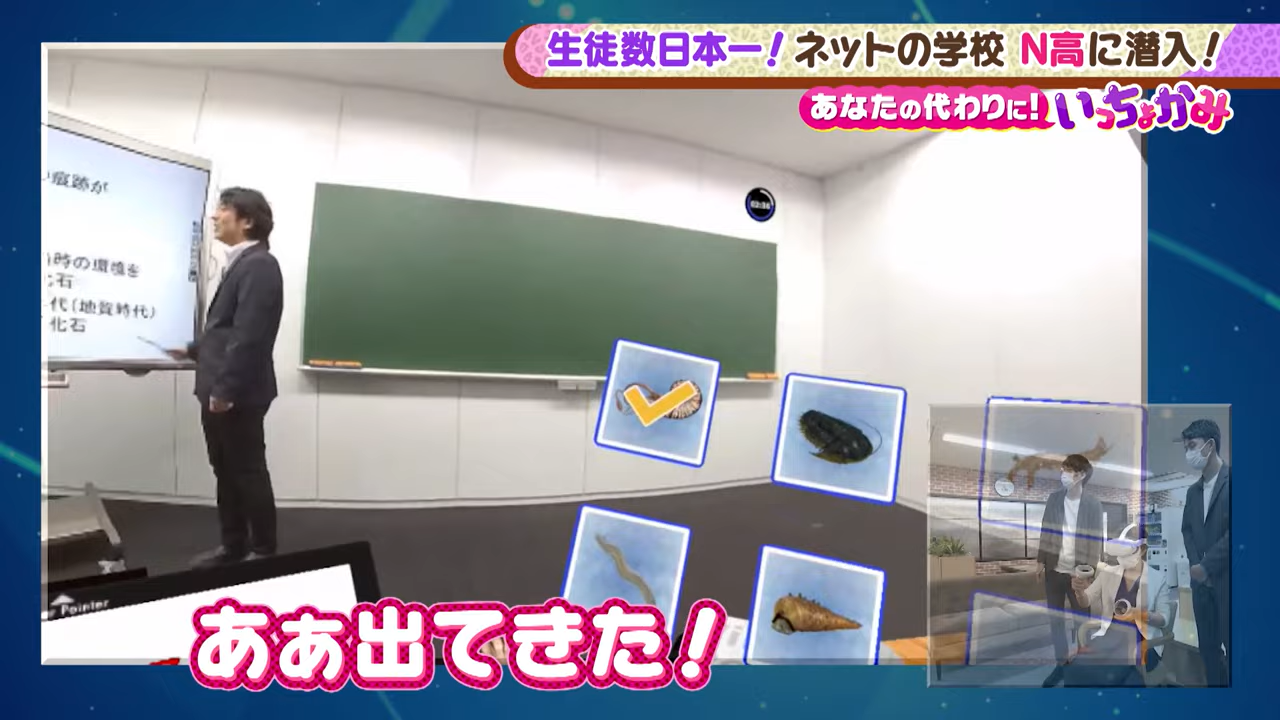 生徒数日本一! ネットの学校 N高に潜入!
あなたの代わりに! いっちょかみ
い痕跡が
時の環境を
化石
代(地質時代)
化石
Pointer
ああ出てきた!